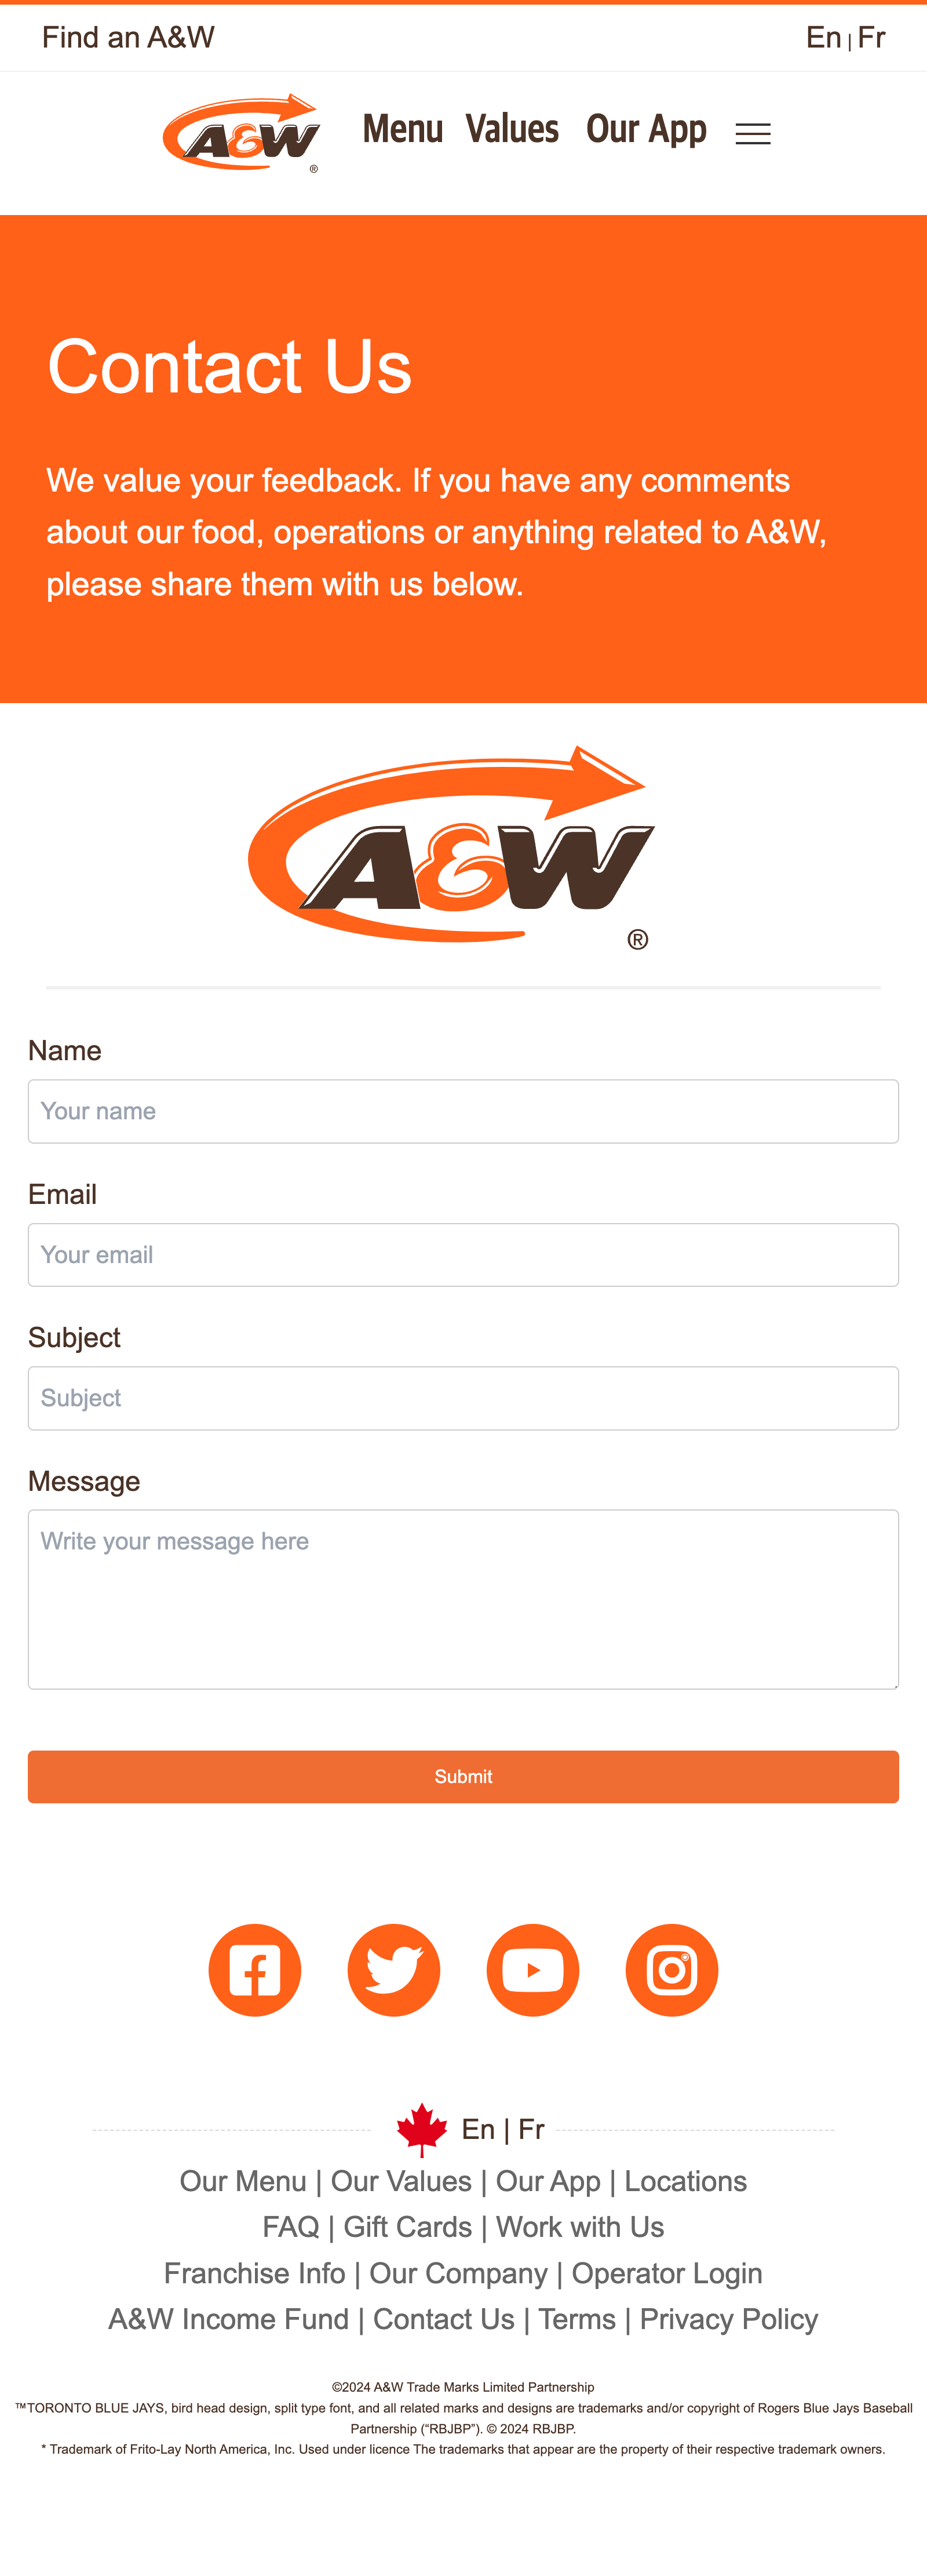 Find an A&W
En | Fr
A&W ®
Menu Values Our App
Contact Us
We value your feedback. If you have any comments
about our food, operations or anything related to A&W,
please share them with us below.
A&W
®
Name
Your name
Email
Your email
Subject
Subject
Message
Write your message here
Submit
En | Fr
Our Menu | Our Values | Our App | Locations
FAQ | Gift Cards | Work with Us
Franchise Info | Our Company | Operator Login
A&W Income Fund | Contact Us | Terms | Privacy Policy
©2024 A&W Trade Marks Limited Partnership
™TORONTO BLUE JAYS, bird head design, split type font, and all related marks and designs are trademarks and/or copyright of Rogers Blue Jays Baseball
Partnership (“RBJBP”). © 2024 RBJBP.
* Trademark of Frito-Lay North America, Inc. Used under licence The trademarks that appear are the property of their respective trademark owners.